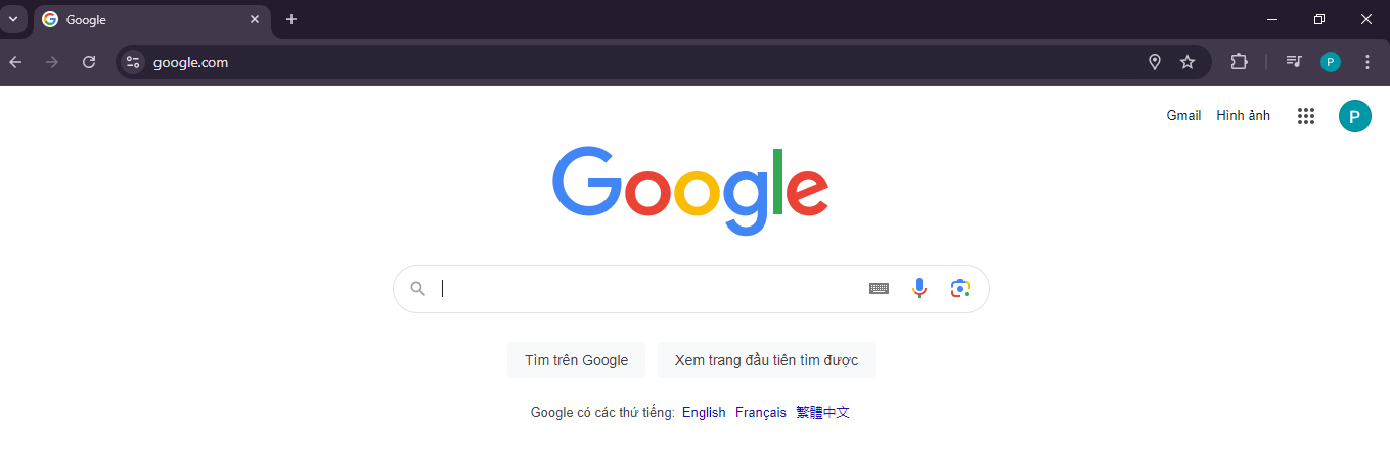 Google
google.com
P
Gmail Hình ảnh P
Google
Tìm trên Google Xem trang đầu tiên tìm được
Google có các thứ tiếng: English Français 繁體中文